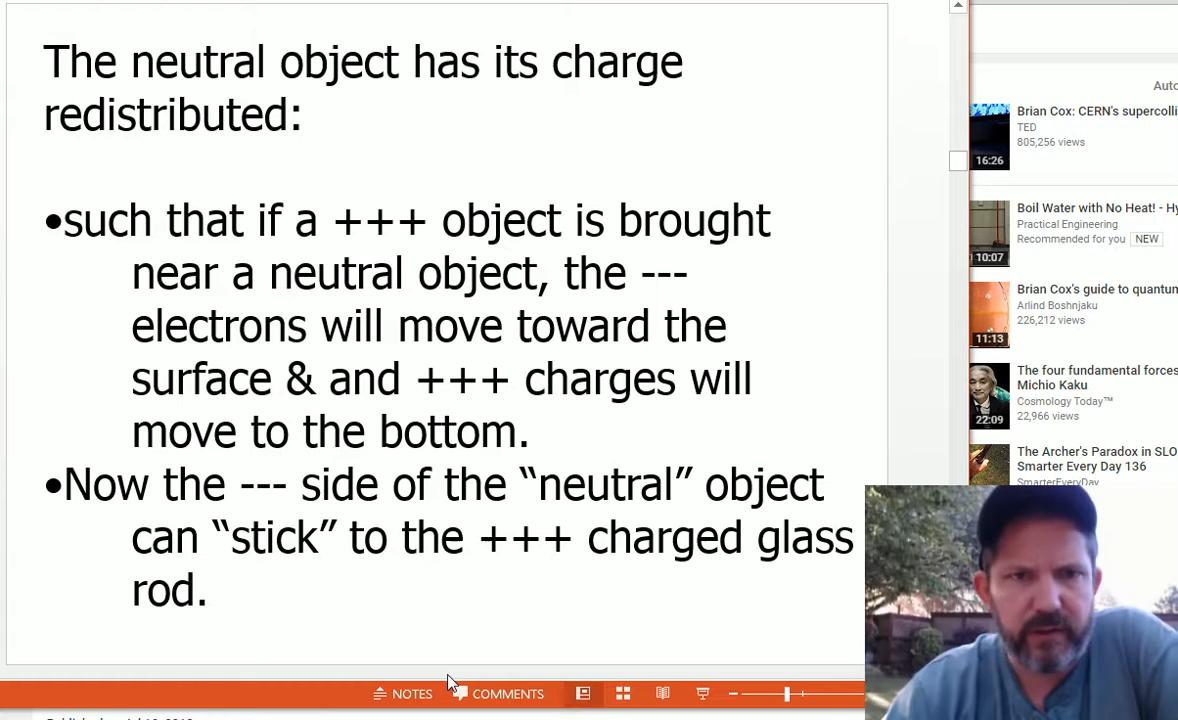 The neutral object has its charge
redistributed:
•such that if a +++ object is brought
near a neutral object, the ---
electrons will move toward the
surface & and +++ charges will
move to the bottom.
•Now the --- side of the “neutral” object
can “stick” to the +++ charged glass
rod.
NOTES
COMMENTS
Brian Cox: CERN's
TED
805,256 views
16:26
Boil Water with No Heat! -
Practical Engineering
Recommended for you NEW
10:07
Brian Cox's guide to
Arlind Boshnjaku
226,212 views
11:13
The four fundamental forces
Michio Kaku
Cosmology Today™
22,966 views
22:09
The Archer's Paradox in
Smarter Every Day 136
SmarterEveryDay